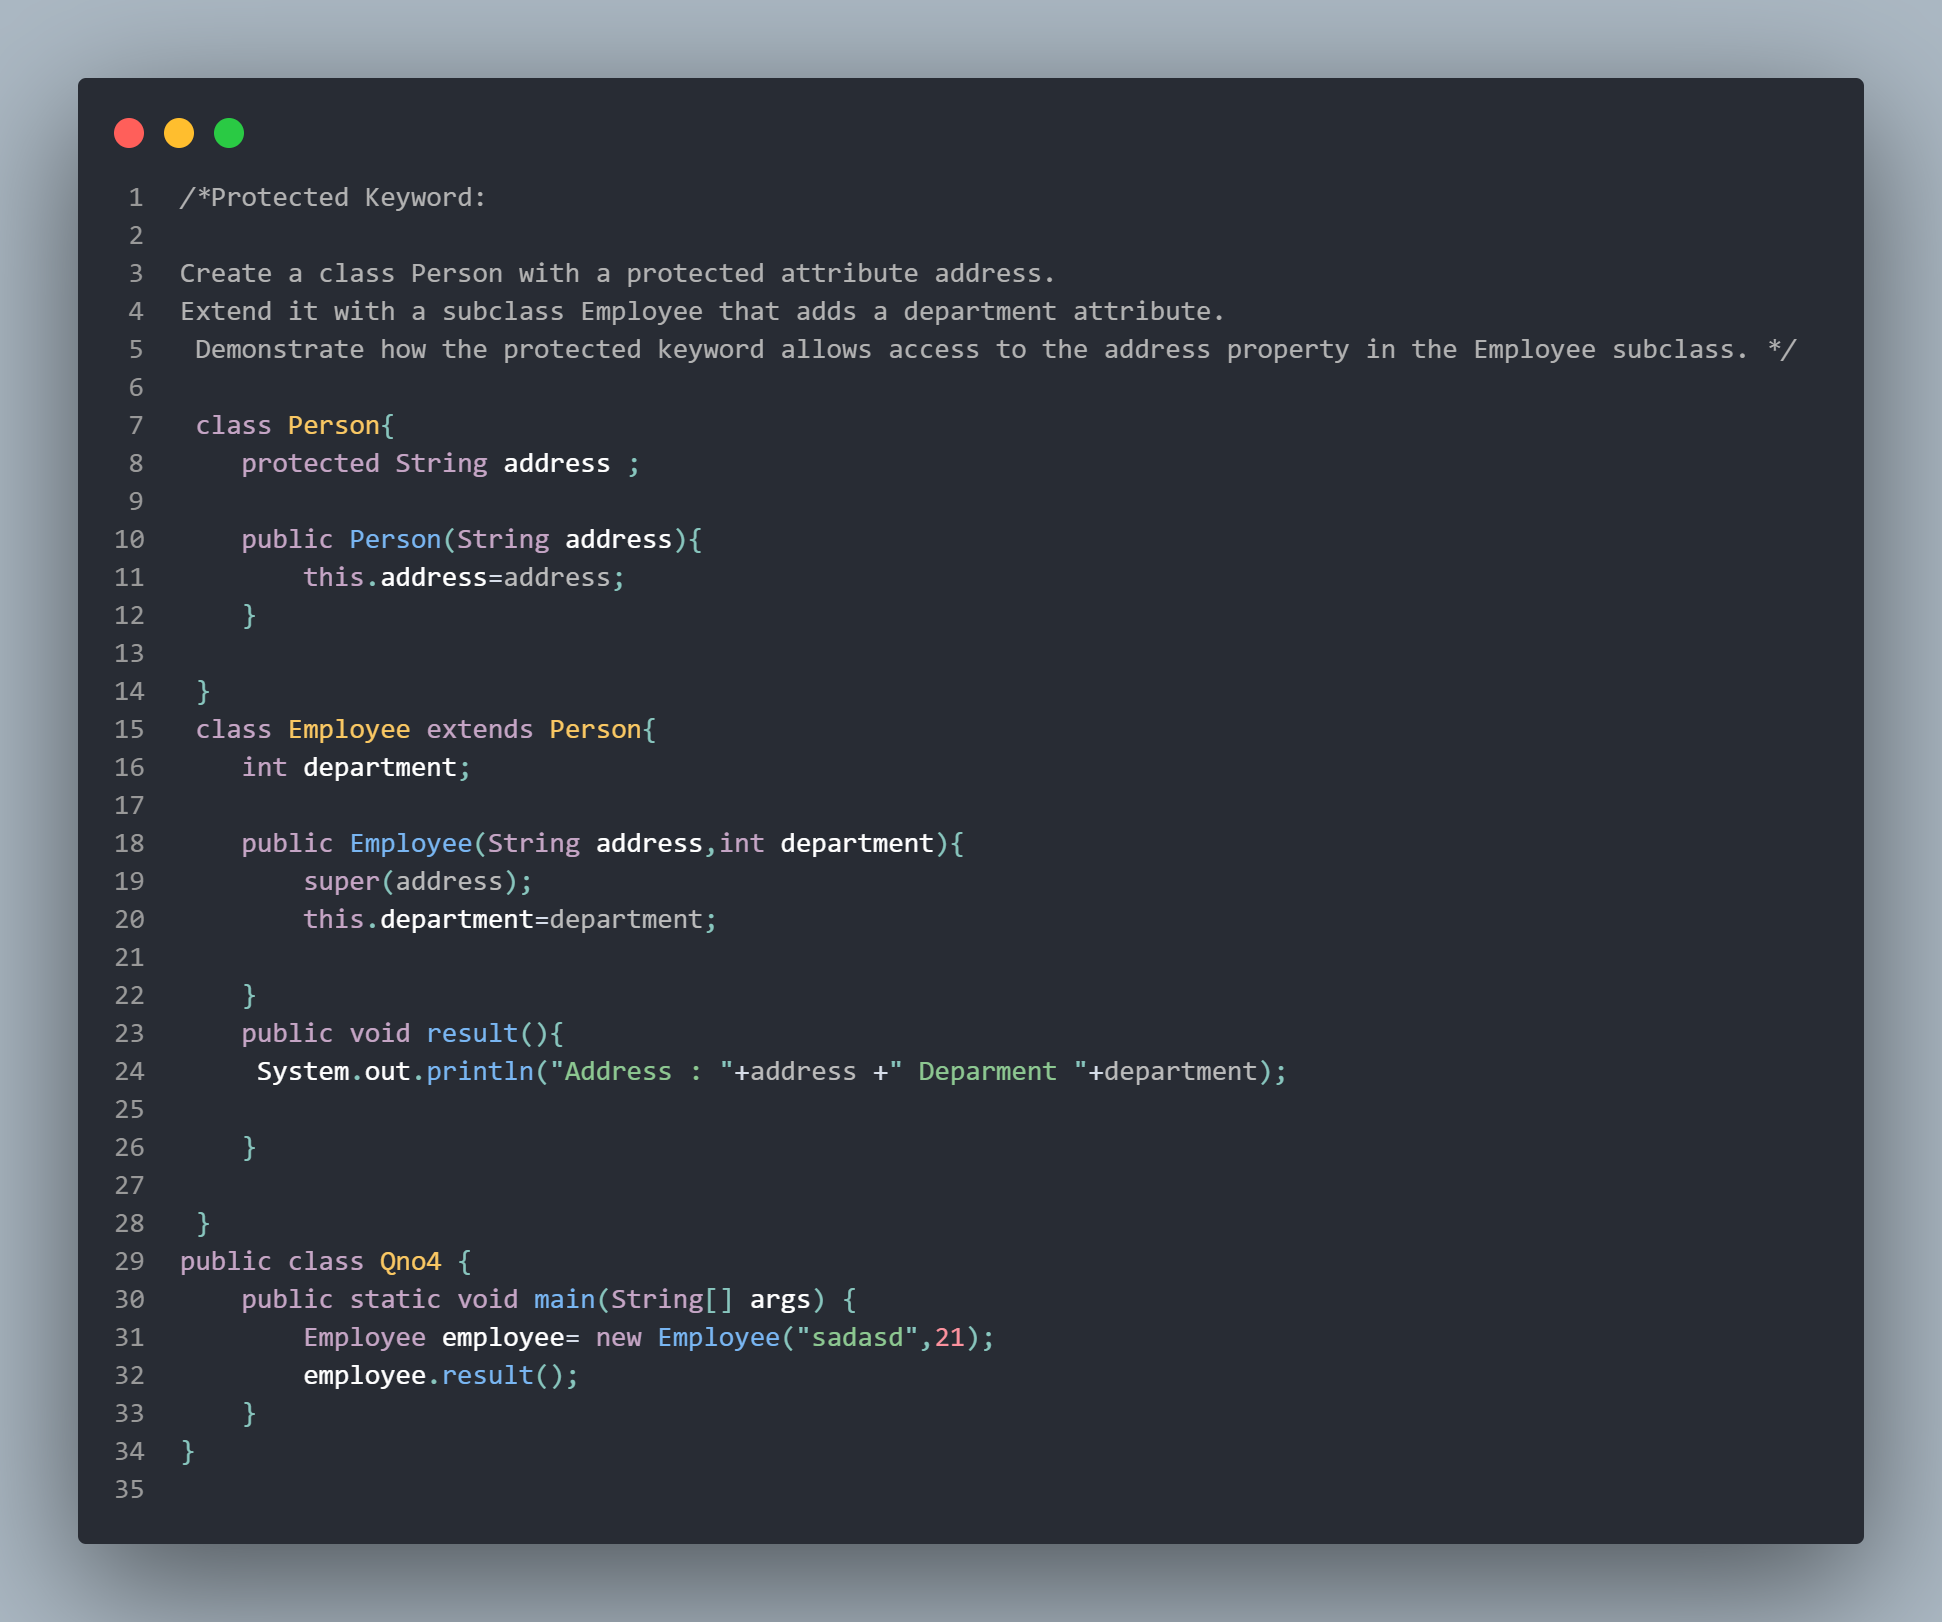 1 /*Protected Keyword:
2
3 Create a class Person with a protected attribute address.
4 Extend it with a subclass Employee that adds a department attribute.
5  Demonstrate how the protected keyword allows access to the address property in the Employee subclass. */
6
7  class Person{
8     protected String address ;
9
10     public Person(String address){
11         this.address=address;
12     }
13
14  }
15  class Employee extends Person{
16     int department;
17
18     public Employee(String address,int department){
19         super(address);
20         this.department=department;
21
22     }
23     public void result(){
24      System.out.println("Address : "+address +" Deparment "+department);
25
26     }
27
28  }
29 public class Qno4 {
30     public static void main(String[] args) {
31         Employee employee= new Employee("sadasd",21);
32         employee.result();
33     }
34 }
35